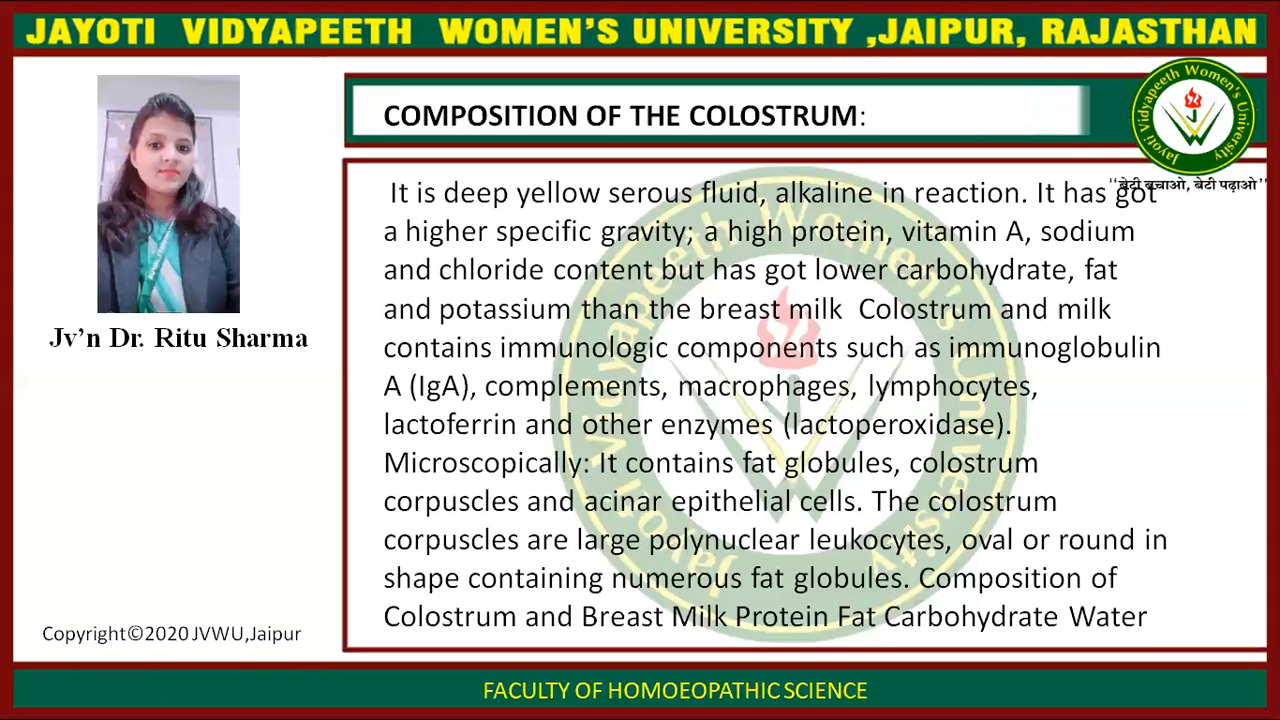 JAYOTI VIDYAPEETH WOMEN'S UNIVERSITY ,JAIPUR, RAJASTHAN
COMPOSITION OF THE COLOSTRUM:
Jayoti Vidyapeeth Women's University
"बेटी बचाओ, बेटी पढ़ाओ"
Jv'n Dr. Ritu Sharma
It is deep yellow serous fluid, alkaline in reaction. It has got
a higher specific gravity; a high protein, vitamin A, sodium
and chloride content but has got lower carbohydrate, fat
and potassium than the breast milk Colostrum and milk
contains immunologic components such as immunoglobulin
A (IgA), complements, macrophages, lymphocytes,
lactoferrin and other enzymes (lactoperoxidase).
Microscopically: It contains fat globules, colostrum
corpuscles and acinar epithelial cells. The colostrum
corpuscles are large polynuclear leukocytes, oval or round in
shape containing numerous fat globules. Composition of
Colostrum and Breast Milk Protein Fat Carbohydrate Water
Copyright©2020 JVWU,Jaipur
FACULTY OF HOMOEOPATHIC SCIENCE